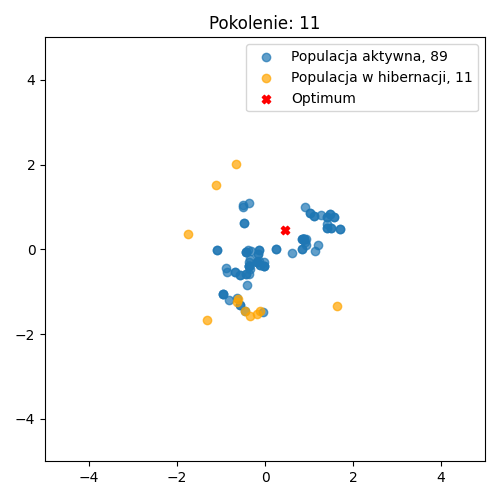 Pokolenie: 11
Populacja aktywna, 89
Populacja w hibernacji, 11
Optimum
4
2
0
−2
−4
−4 −2 0 2 4